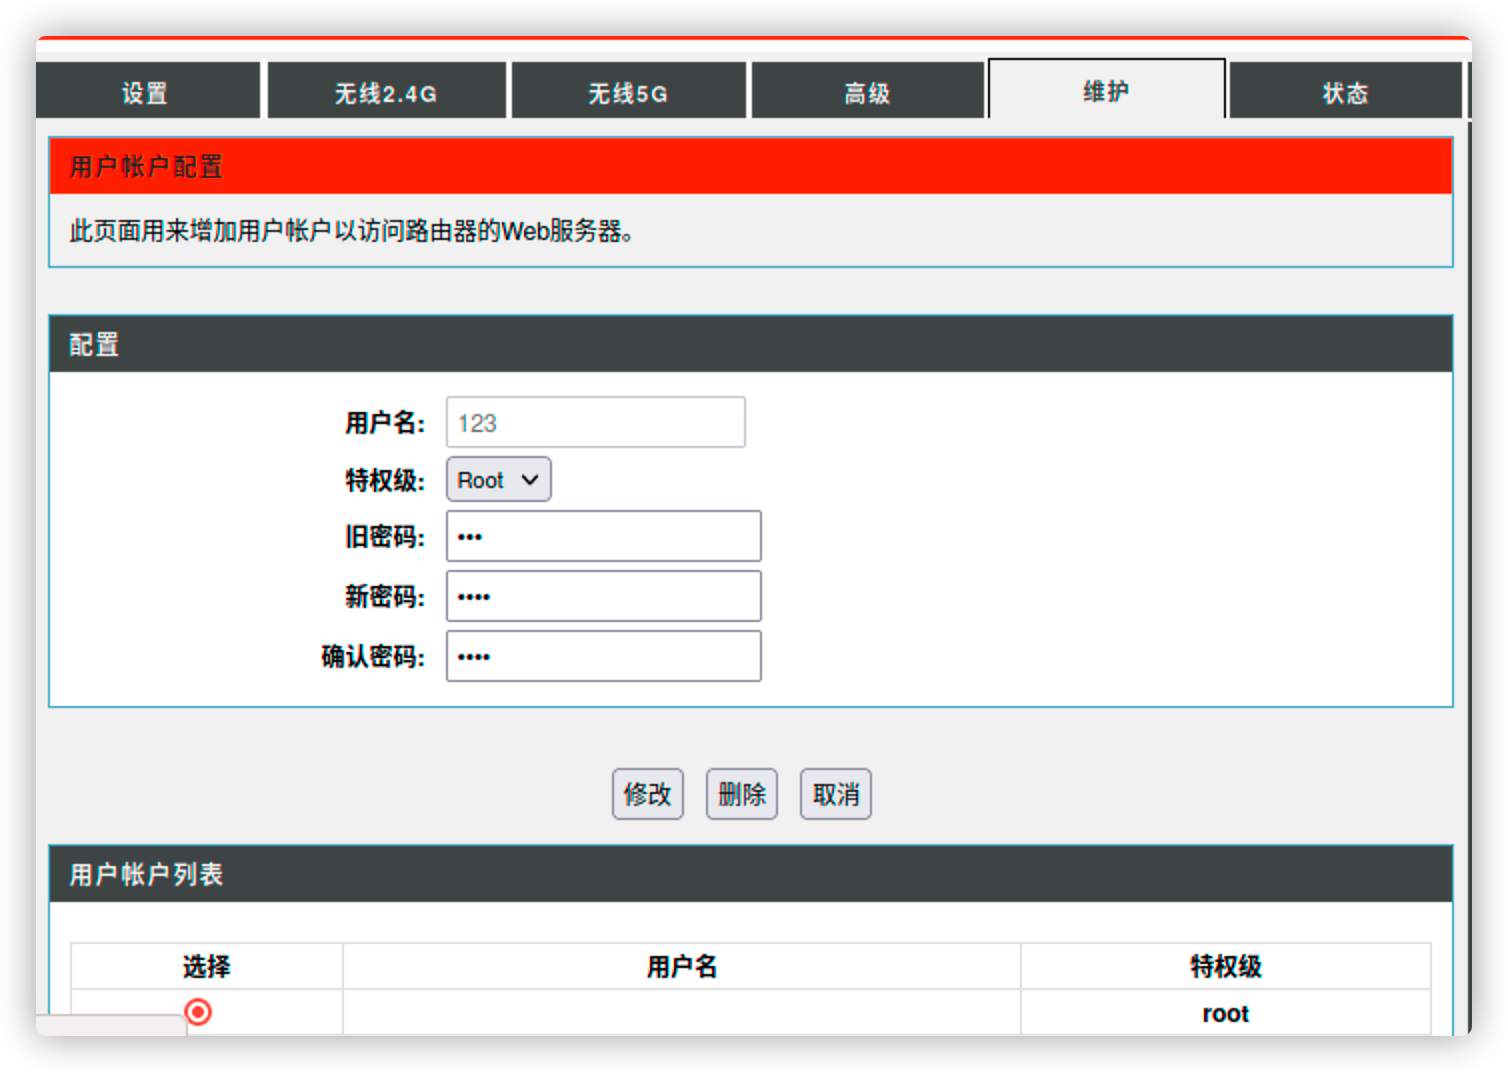 设置 无线2.4G 无线5G 高级 维护 状态
用户帐户配置
此页面用来增加用户帐户以访问路由器的Web服务器。
配置
用户名: 123
特权级: Root
旧密码: •••
新密码: ••••
确认密码: ••••
修改 删除 取消
用户帐户列表
选择 用户名 特权级
root